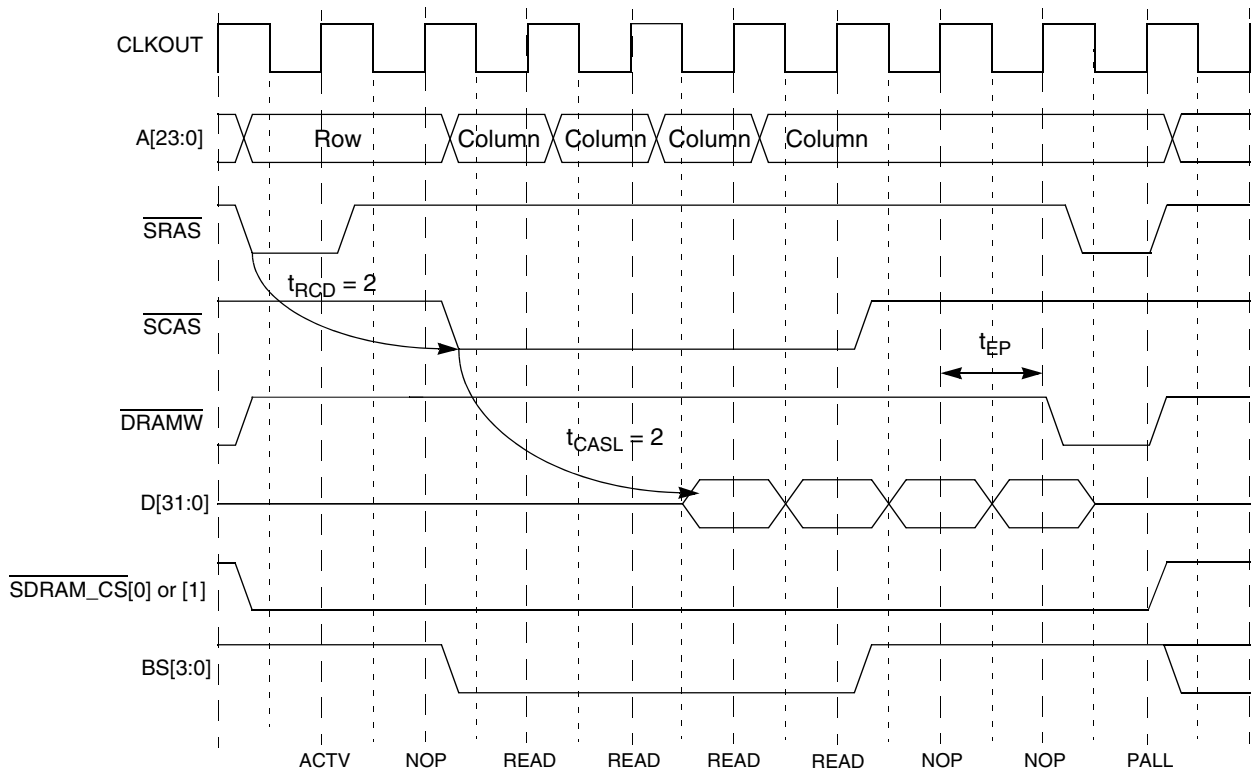 CLKOUT
A[23:0]
Row
Column
Column
Column
Column
SRAS
tRCD = 2
SCAS
tEP
DRAMW
tCASL = 2
D[31:0]
SDRAM_CS[0] or [1]
BS[3:0]
ACTV NOP READ READ READ READ NOP NOP PALL